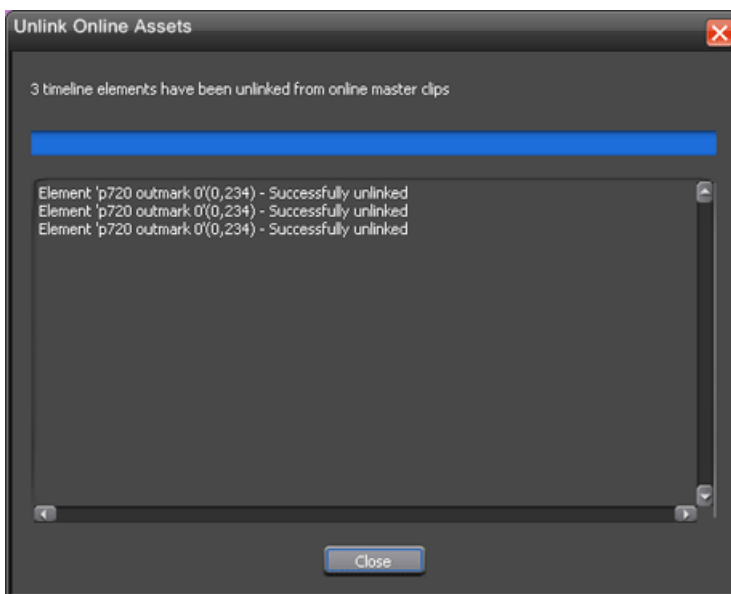 Unlink Online Assets
3 timeline elements have been unlinked from online master clips
Element 'p720 outmark 0'(0,234) - Successfully unlinked
Element 'p720 outmark 0'(0,234) - Successfully unlinked
Element 'p720 outmark 0'(0,234) - Successfully unlinked
Close